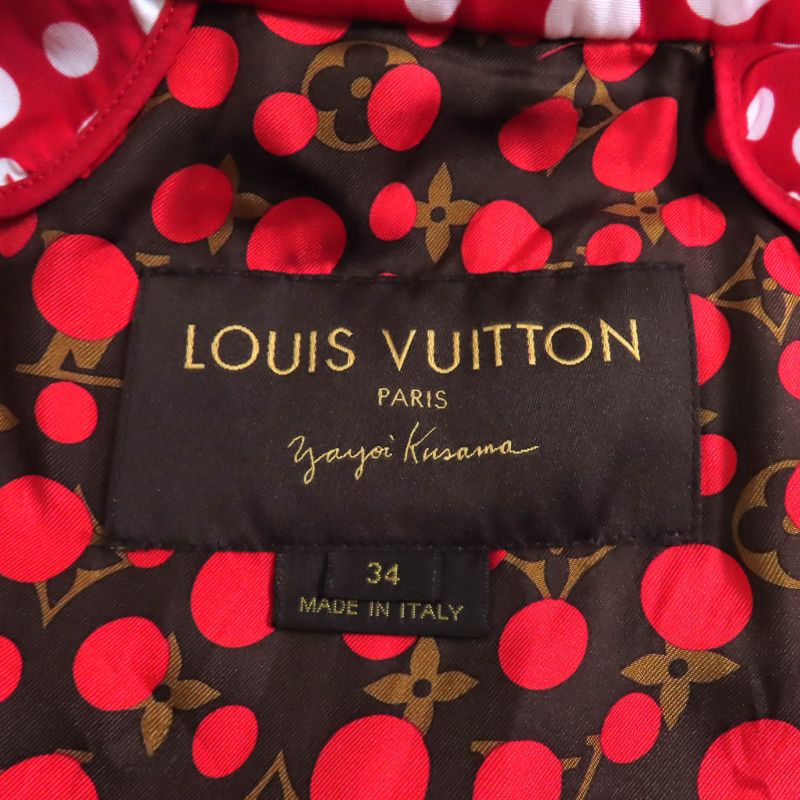 LOUIS VUITTON
PARIS
Yayoi Kusama
34
MADE IN ITALY